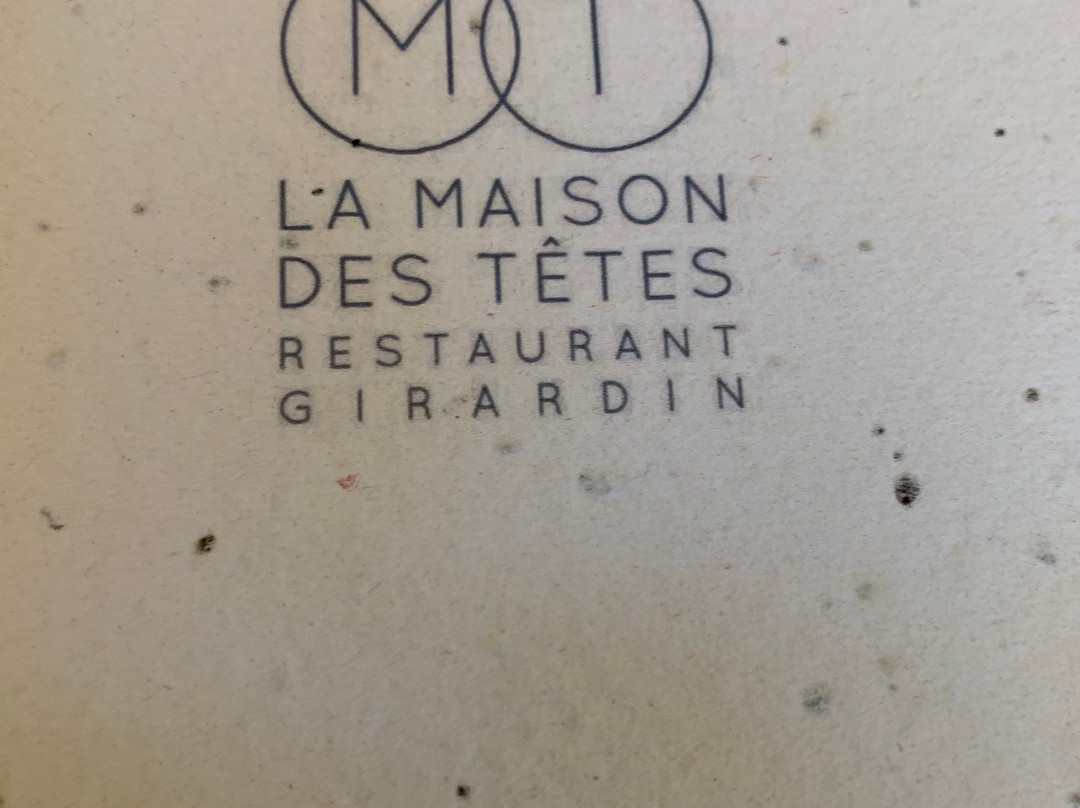 MT
LA MAISON
DES TÊTES
RESTAURANT
GIRARDIN